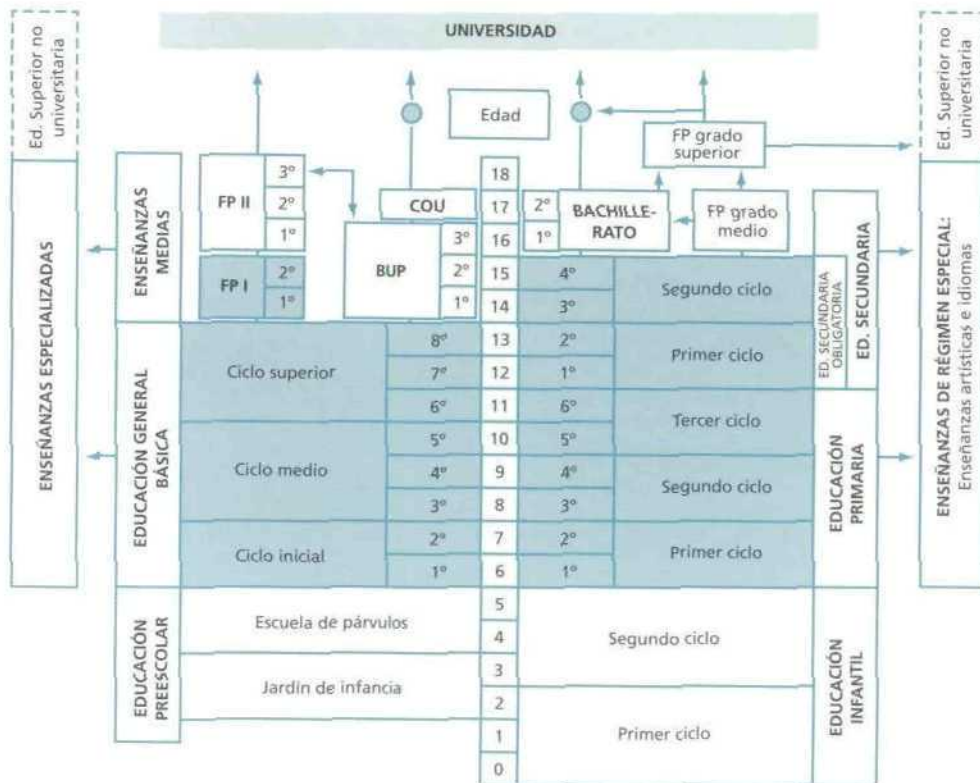 UNIVERSIDAD
Ed. Superior no
universitaria
ENSEÑANZAS ESPECIALIZADAS
ENSEÑANZAS
MEDIAS
EDUCACIÓN GENERAL
BÁSICA
EDUCACIÓN
PREESCOLAR
FP II
3º
2º
1º
FP I
2º
1º
COU
BUP
3º
2º
1º
Ciclo superior
8º
7º
6º
Ciclo medio
5º
4º
3º
Ciclo inicial
2º
1º
Escuela de párvulos
Jardín de infancia
Edad
18
17
16
15
14
13
12
11
10
9
8
7
6
5
4
3
2
1
0
2º
1º
BACHILLE-
RATO
FP grado
superior
FP grado
medio
4º
3º
Segundo ciclo
2º
1º
Primer ciclo
6º
5º
Tercer ciclo
4º
3º
Segundo ciclo
2º
1º
Primer ciclo
Segundo ciclo
Primer ciclo
ED. SECUNDARIA
OBLIGATORIA
ED. SECUNDARIA
EDUCACIÓN
PRIMARIA
EDUCACIÓN
INFANTIL
Ed. Superior no
universitaria
ENSEÑANZAS DE RÉGIMEN ESPECIAL:
Enseñanzas artísticas e idiomas